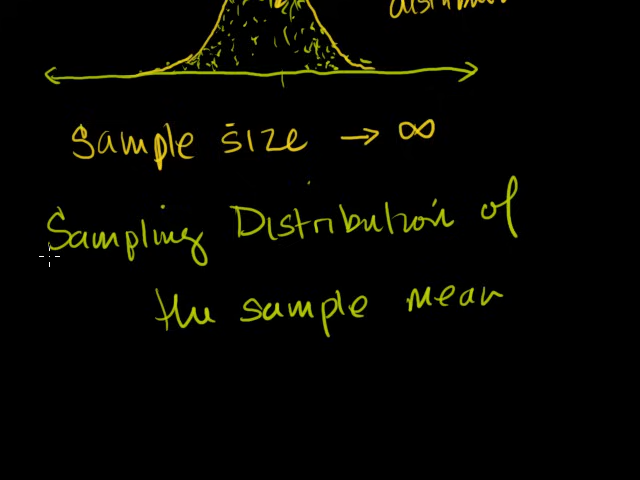 sample size → ∞
Sampling Distribution of
the sample mean